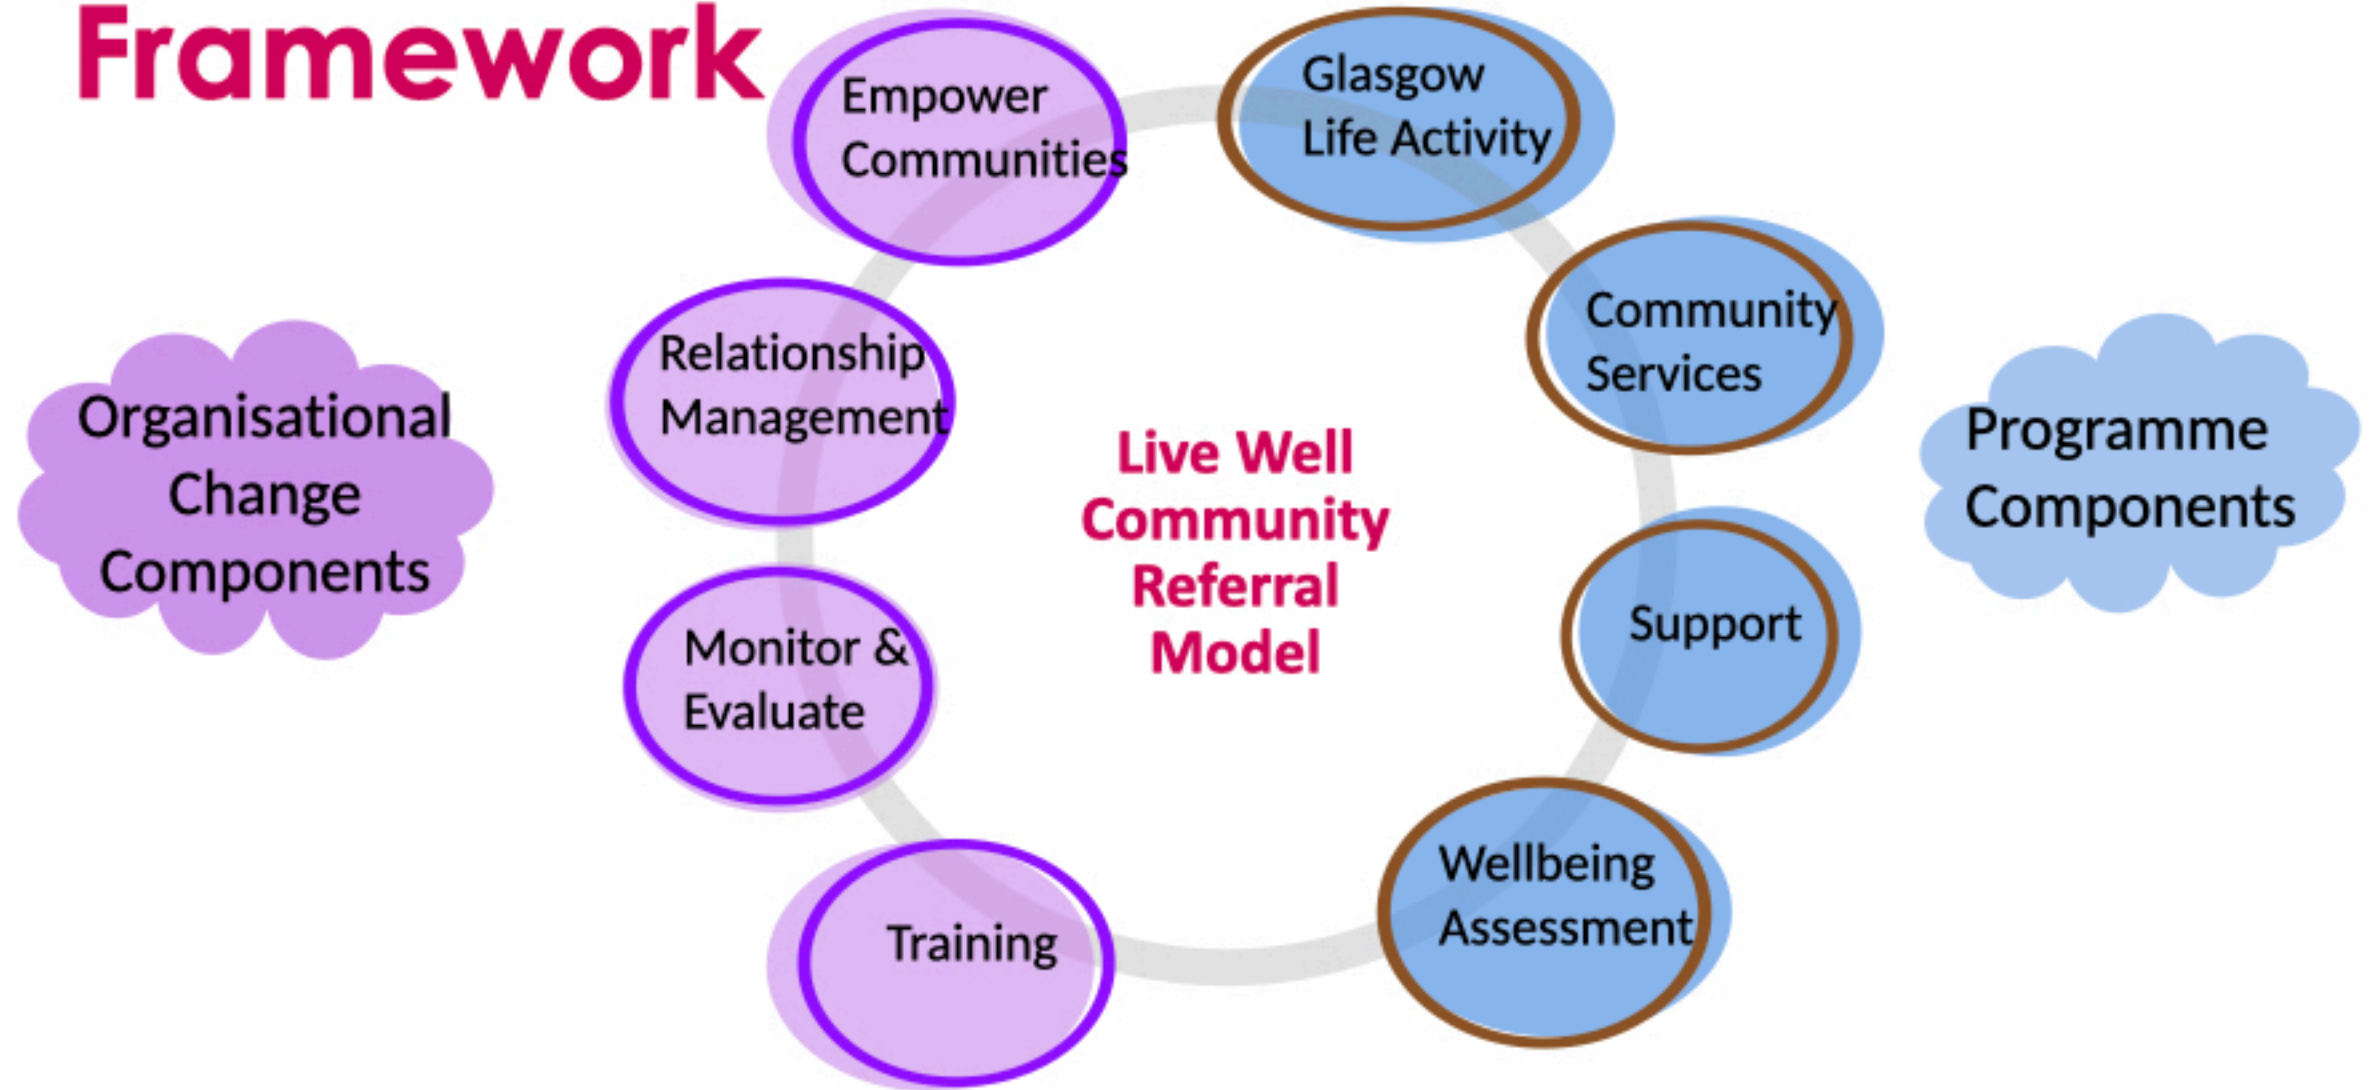 Framework
Empower
Communities
Glasgow
Life Activity
Relationship
Management
Community
Services
Organisational
Change
Components
Live Well
Community
Referral
Model
Programme
Components
Monitor &
Evaluate
Support
Training
Wellbeing
Assessment